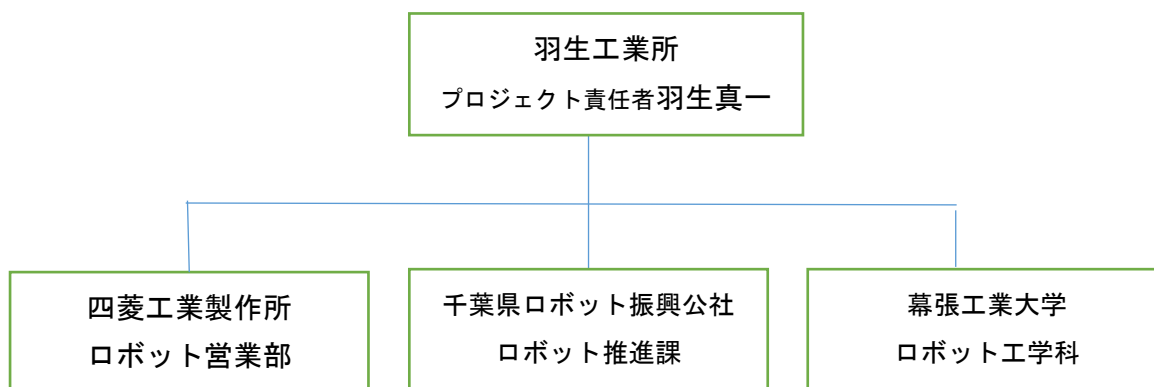 羽生工業所
プロジェクト責任者羽生真一
四菱工業製作所
ロボット営業部
千葉県ロボット振興公社
ロボット推進課
幕張工業大学
ロボット工学科